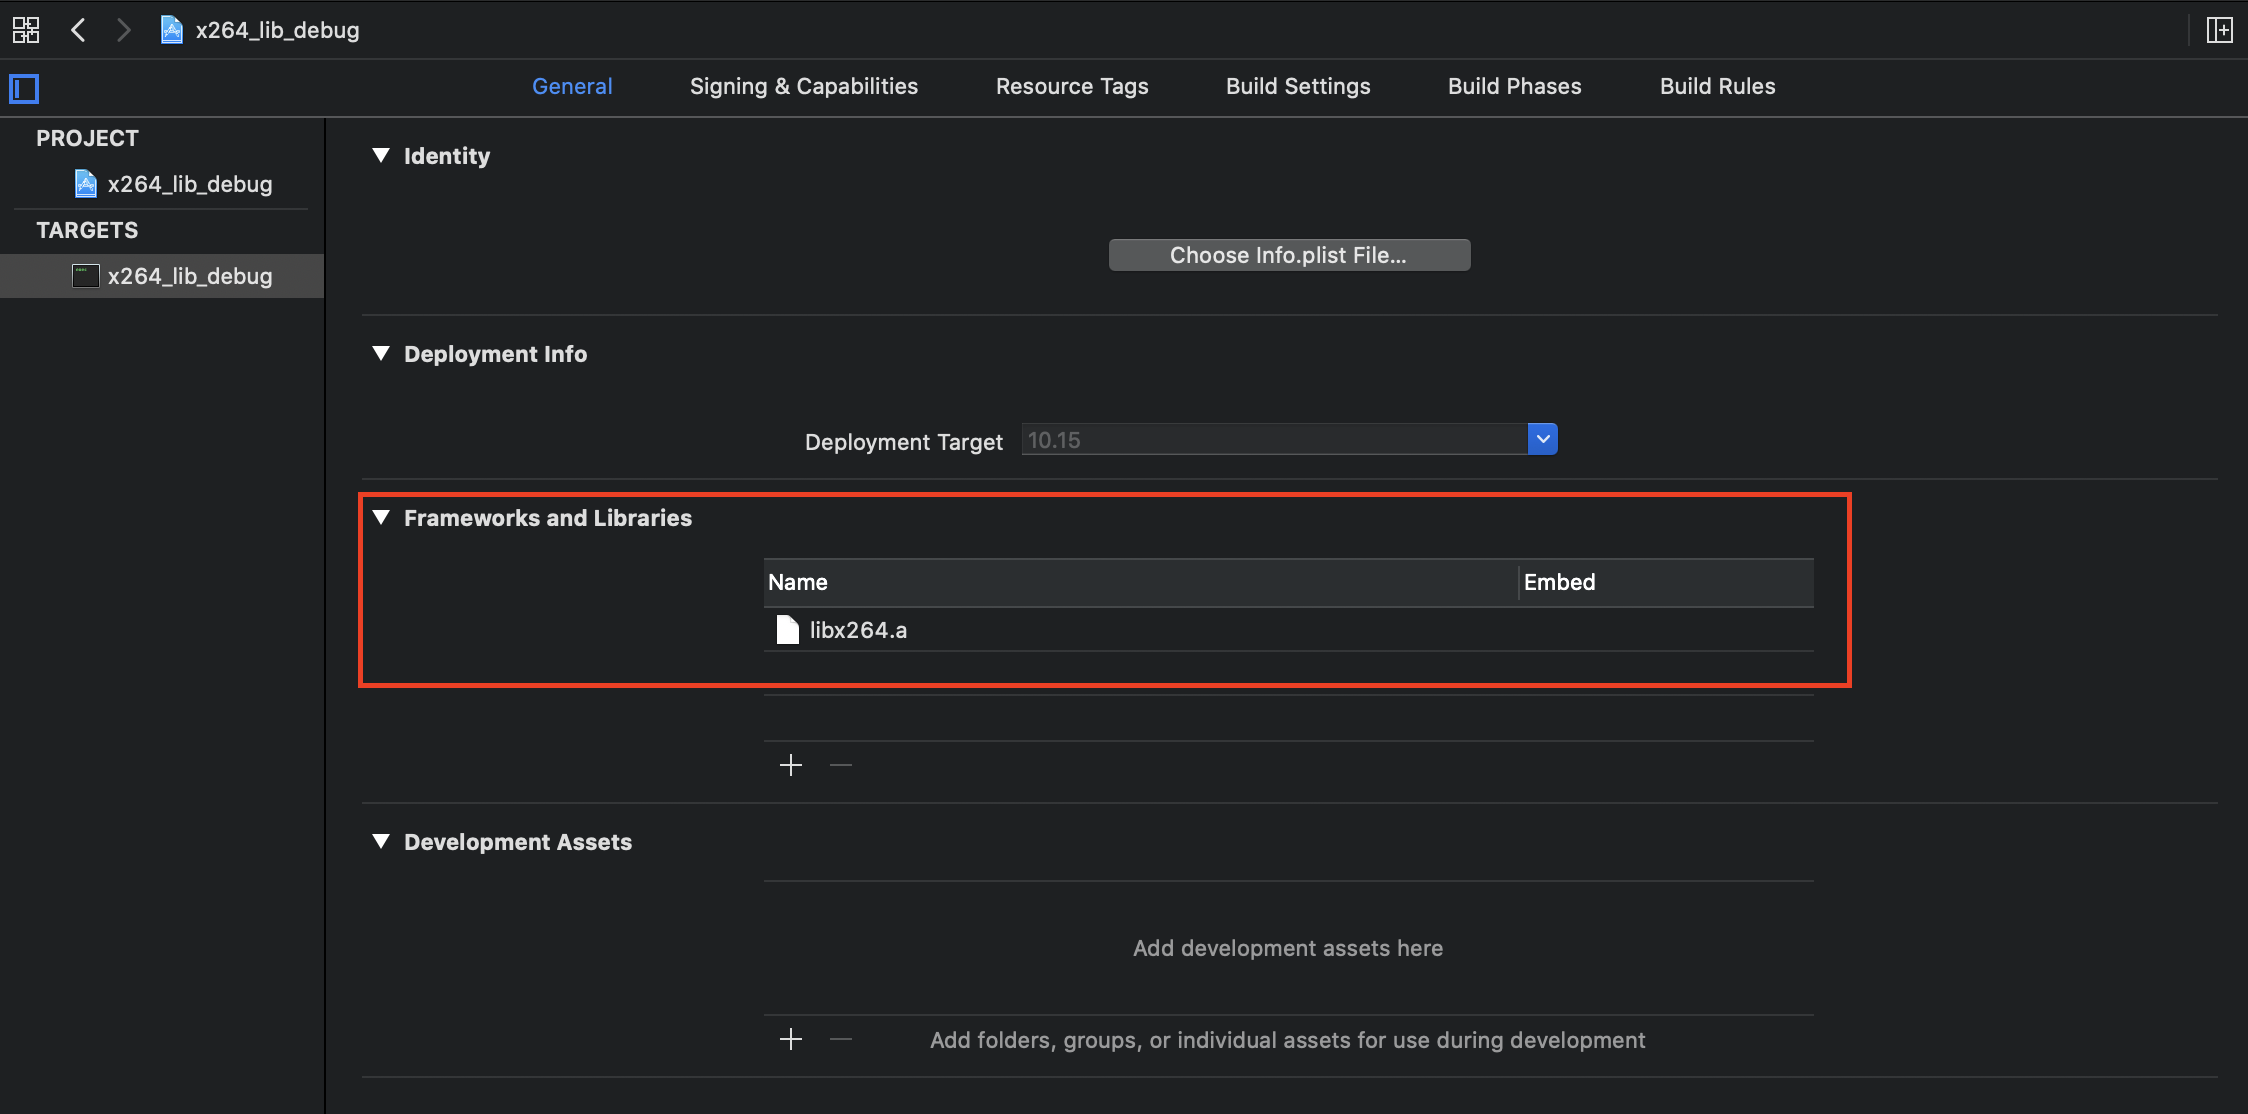 x264_lib_debug
General Signing & Capabilities Resource Tags Build Settings Build Phases Build Rules
PROJECT
x264_lib_debug
TARGETS
x264_lib_debug
Identity
Choose Info.plist File...
Deployment Info
Deployment Target 10.15
Frameworks and Libraries
Name Embed
libx264.a
Development Assets
Add development assets here
Add folders, groups, or individual assets for use during development